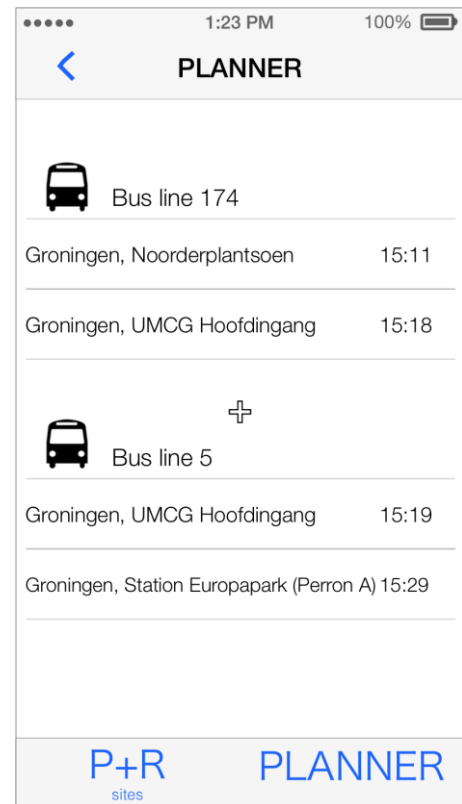 1:23 PM 100%
PLANNER
Bus line 174
Groningen, Noorderplantsoen 15:11
Groningen, UMCG Hoofdingang 15:18
Bus line 5
Groningen, UMCG Hoofdingang 15:19
Groningen, Station Europapark (Perron A) 15:29
P+R PLANNER
sites